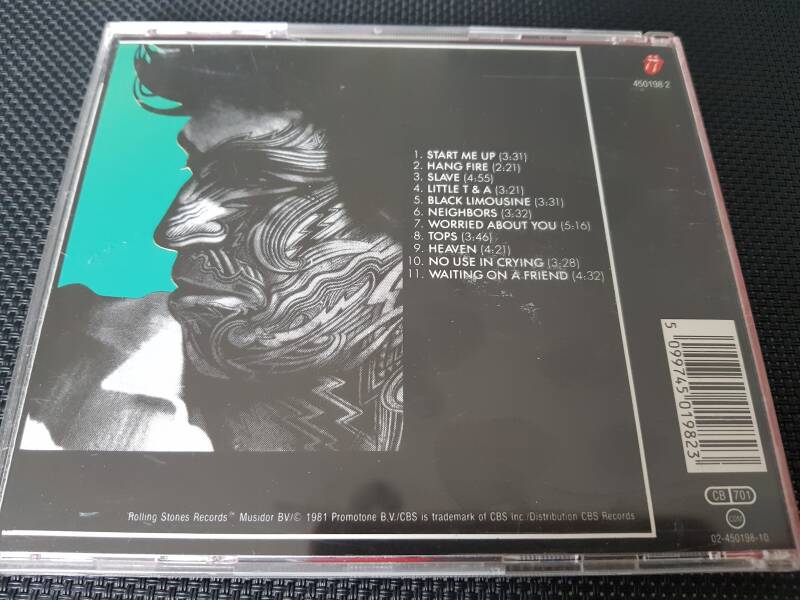 450198 2
1. START ME UP (3:31)
2. HANG FIRE (2:21)
3. SLAVE (4:55)
4. LITTLE T & A (3:21)
5. BLACK LIMOUSINE (3:31)
6. NEIGHBORS (3:32)
7. WORRIED ABOUT YOU (5:16)
8. TOPS (3:46)
9. HEAVEN (4:21)
10. NO USE IN CRYING (3:28)
11. WAITING ON A FRIEND (4:32)
5 099745 019823
CB 701
Rolling Stones Records™ Musidor BV/© 1981 Promotone B.V./CBS is trademark of CBS Inc./Distribution CBS Records
02-450198-10